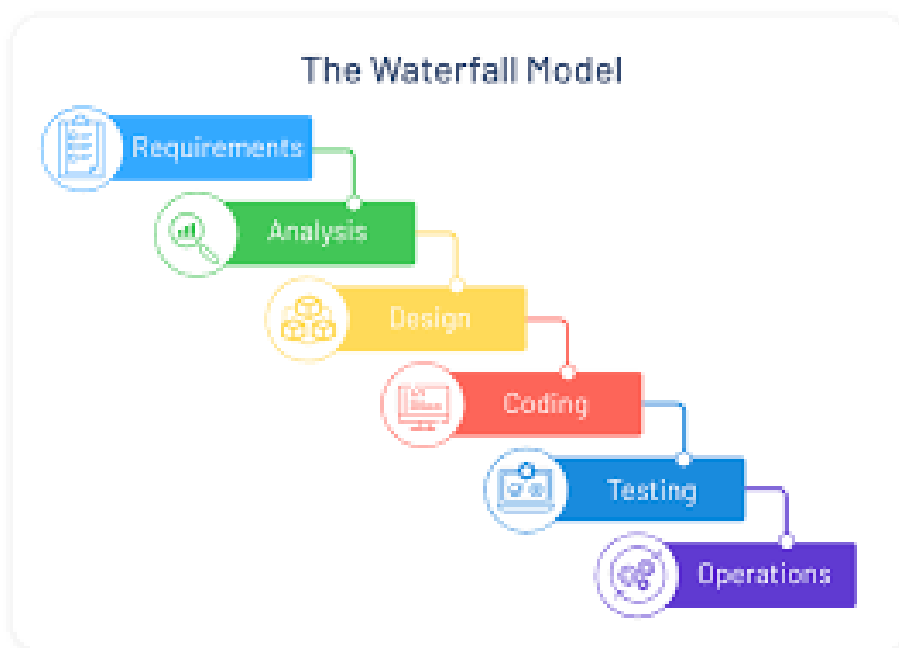 The Waterfall Model
Requirements
Analysis
Design
Coding
Testing
Operations